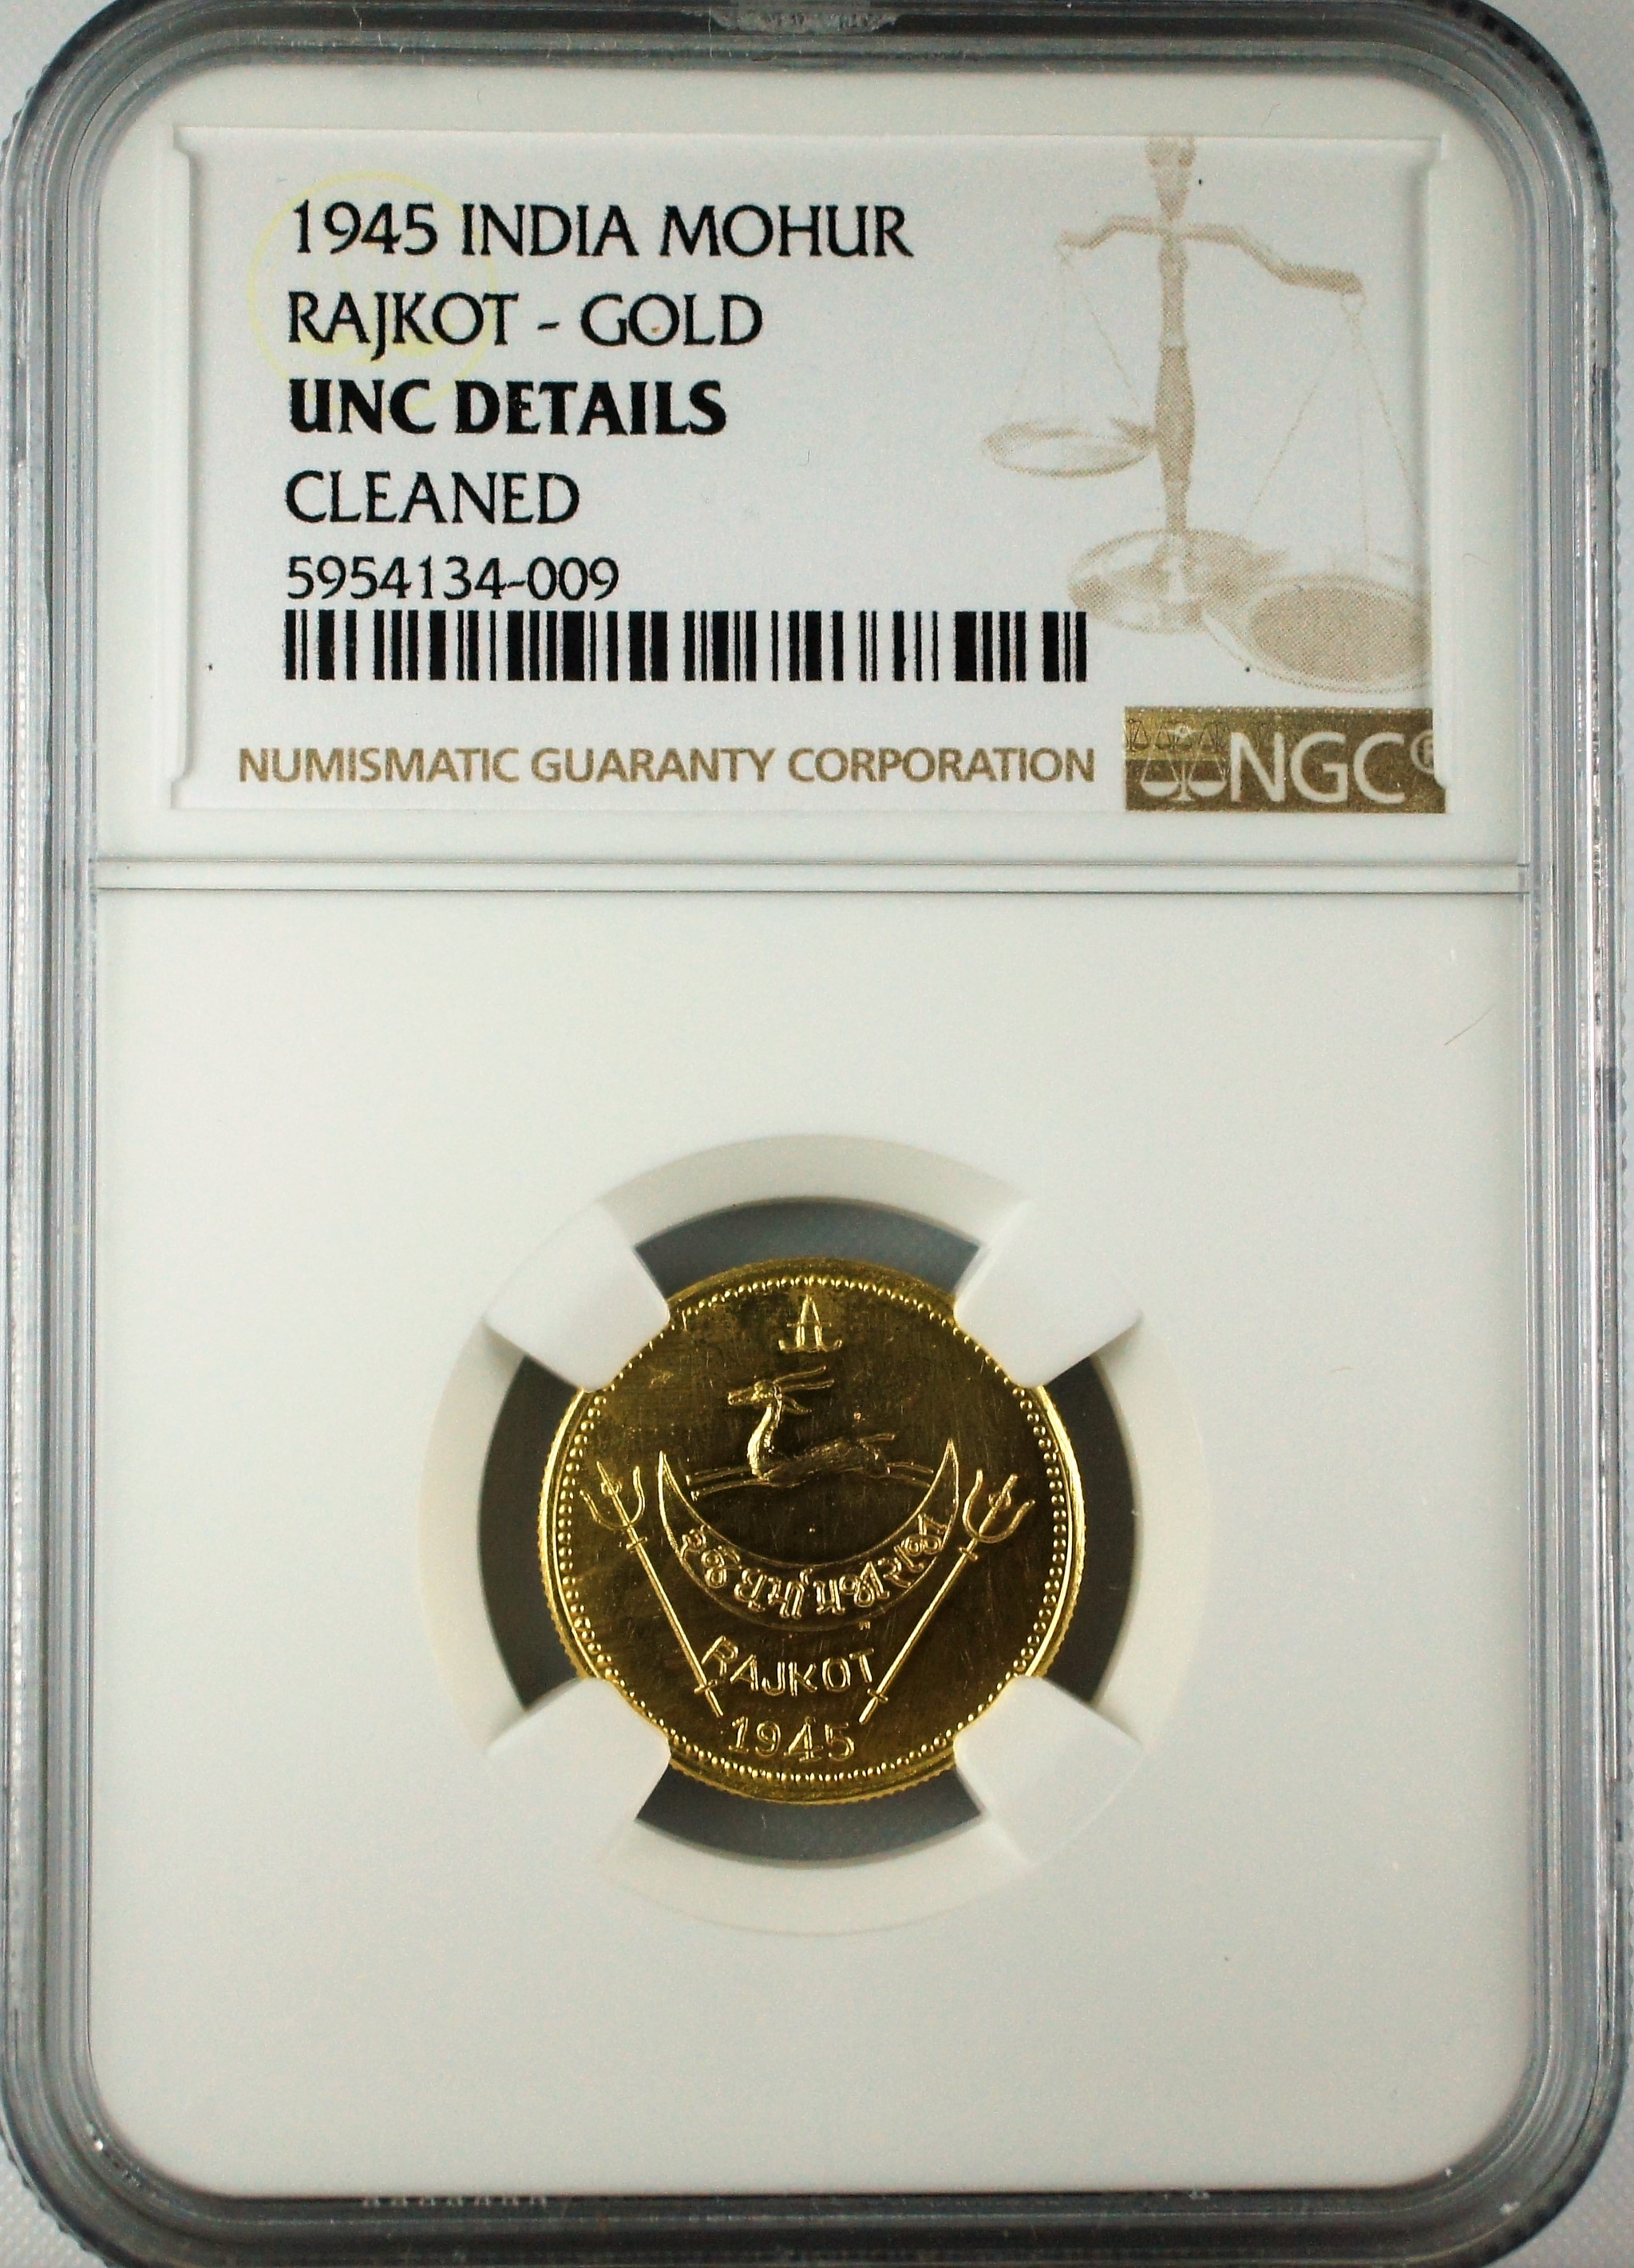 1945 INDIA MOHUR
RAJKOT - GOLD
UNC DETAILS
CLEANED
5954134-009
NUMISMATIC GUARANTY CORPORATION
NGC®
RAJKOT
1945